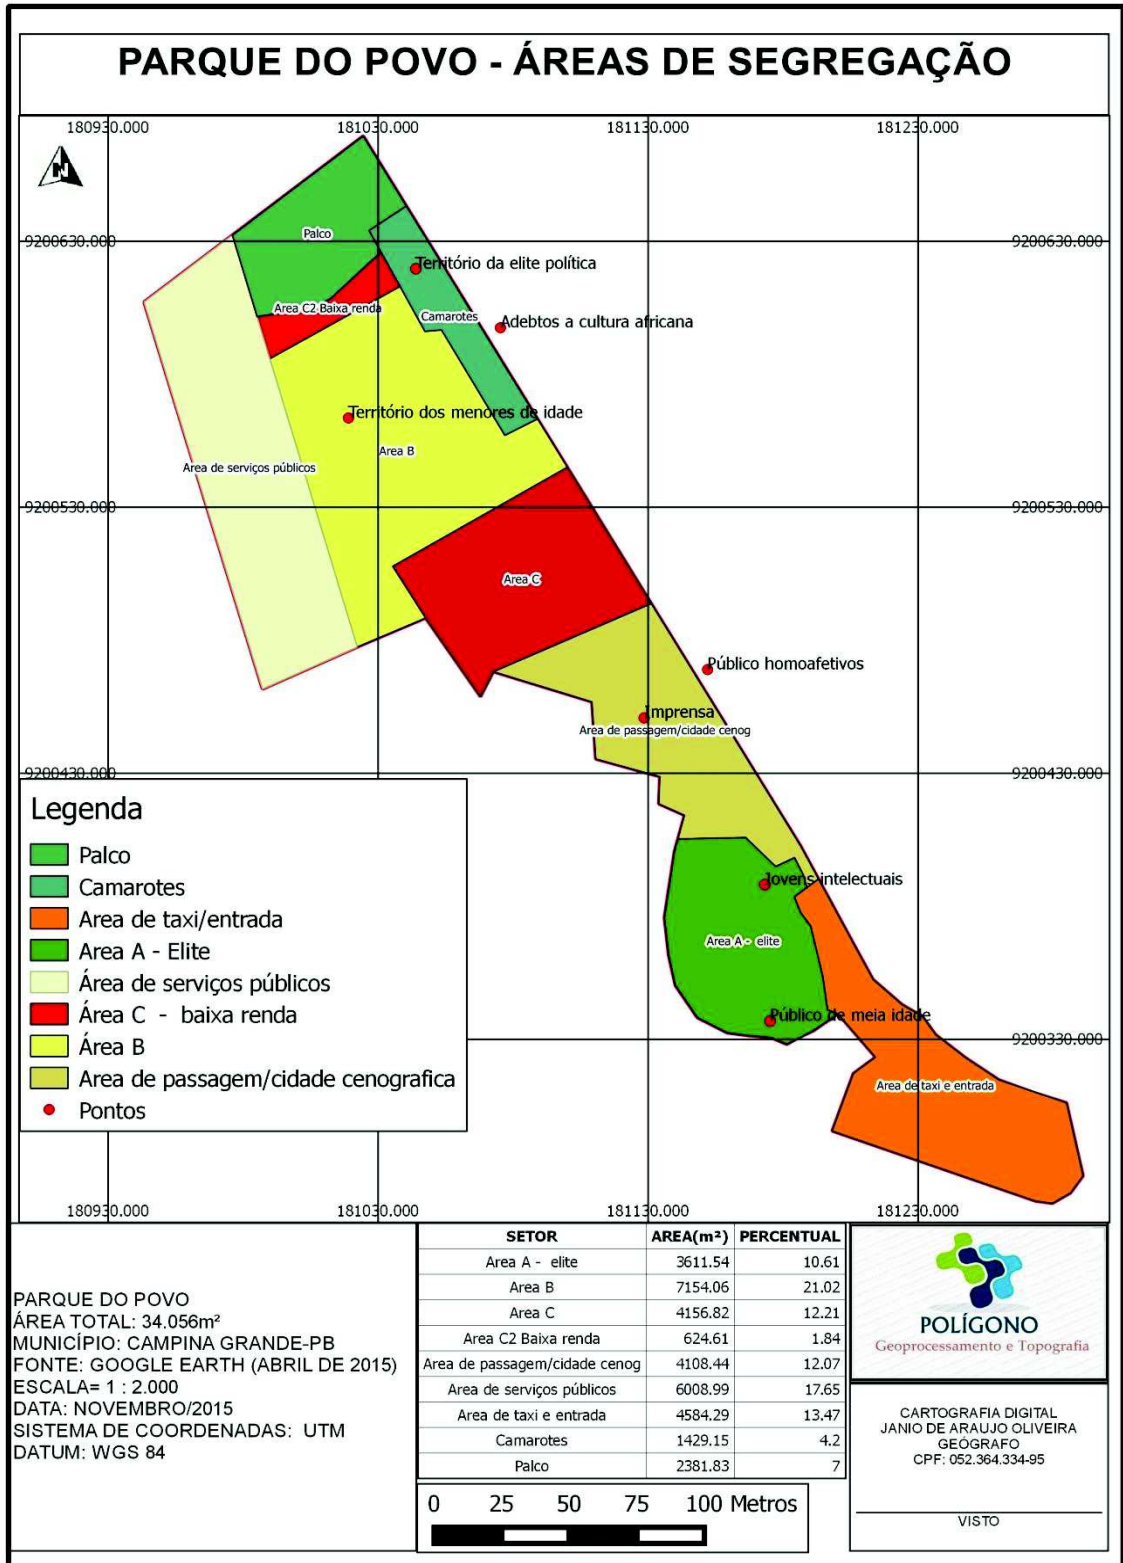 PARQUE DO POVO - ÁREAS DE SEGREGAÇÃO
180930.000 181030.000 181130.000 181230.000
N
9200630.000 9200630.000
Palco
Território da elite política
Area C2 Baixa renda
Camarotes
Adebtos a cultura africana
Território dos menores de idade
Area B
Area de serviços públicos
9200530.000 9200530.000
Area C
Público homoafetivos
Imprensa
Area de passagem/cidade cenog
9200430.000 9200430.000
Jovens intelectuais
Area A - elite
Público de meia idade
9200330.000 9200330.000
Area de taxi e entrada
Legenda
Palco
Camarotes
Area de taxi/entrada
Area A - Elite
Área de serviços públicos
Área C - baixa renda
Área B
Area de passagem/cidade cenografica
Pontos
180930.000 181030.000 181130.000 181230.000
PARQUE DO POVO
ÁREA TOTAL: 34.056m²
MUNICÍPIO: CAMPINA GRANDE-PB
FONTE: GOOGLE EARTH (ABRIL DE 2015)
ESCALA= 1 : 2.000
DATA: NOVEMBRO/2015
SISTEMA DE COORDENADAS: UTM
DATUM: WGS 84
SETOR AREA(m²) PERCENTUAL
Area A - elite 3611.54 10.61
Area B 7154.06 21.02
Area C 4156.82 12.21
Area C2 Baixa renda 624.61 1.84
Area de passagem/cidade cenog 4108.44 12.07
Area de serviços públicos 6008.99 17.65
Area de taxi e entrada 4584.29 13.47
Camarotes 1429.15 4.2
Palco 2381.83 7
0 25 50 75 100 Metros
POLÍGONO
Geoprocessamento e Topografia
CARTOGRAFIA DIGITAL
JANIO DE ARAUJO OLIVEIRA
GEÓGRAFO
CPF: 052.364.334-95
VISTO